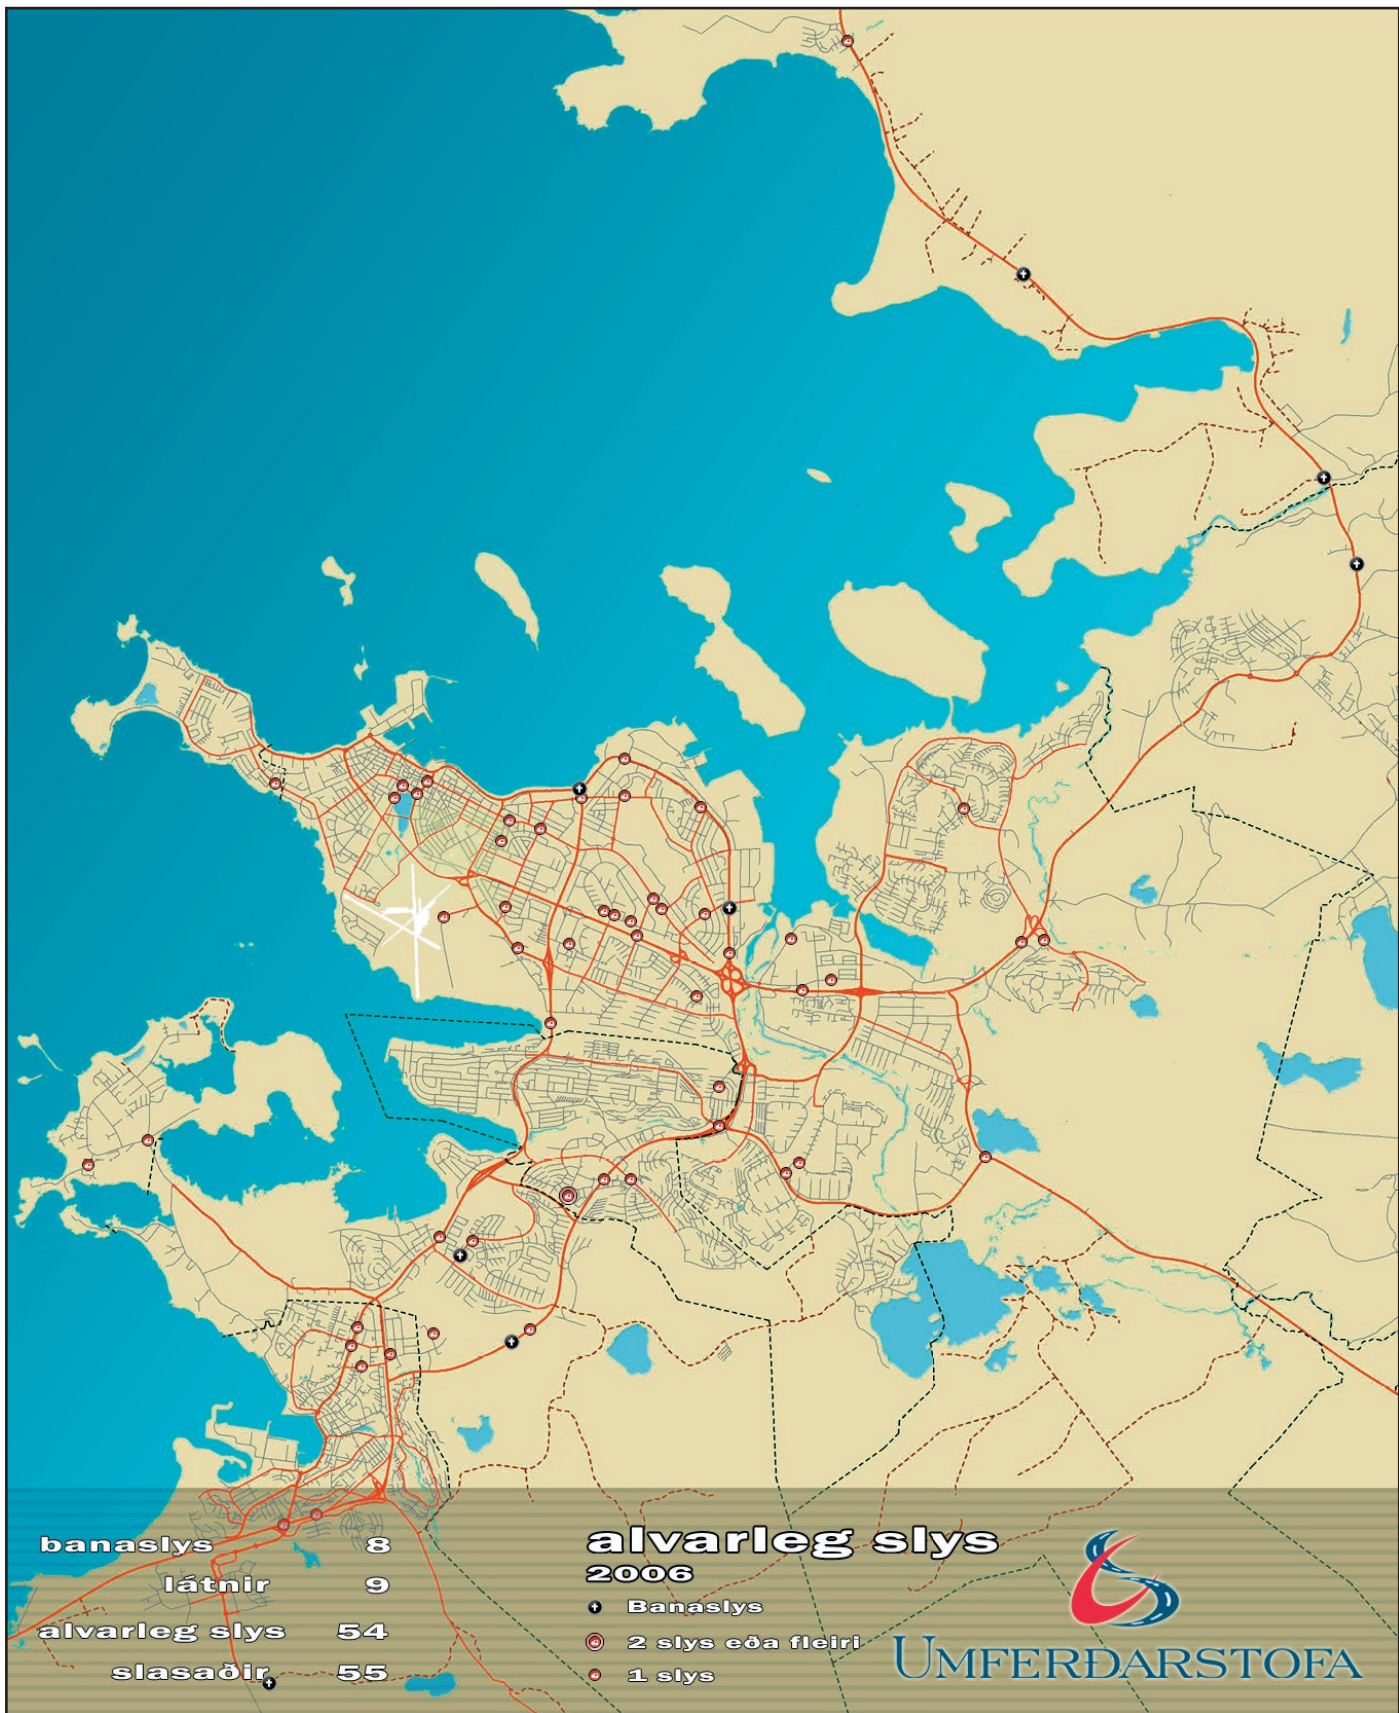 banaslys 8
látnir 9
alvarleg slys 54
slasaðir 55
alvarleg slys
2006
Banaslys
2 slys eða fleiri
1 slys
UMFERÐARSTOFA